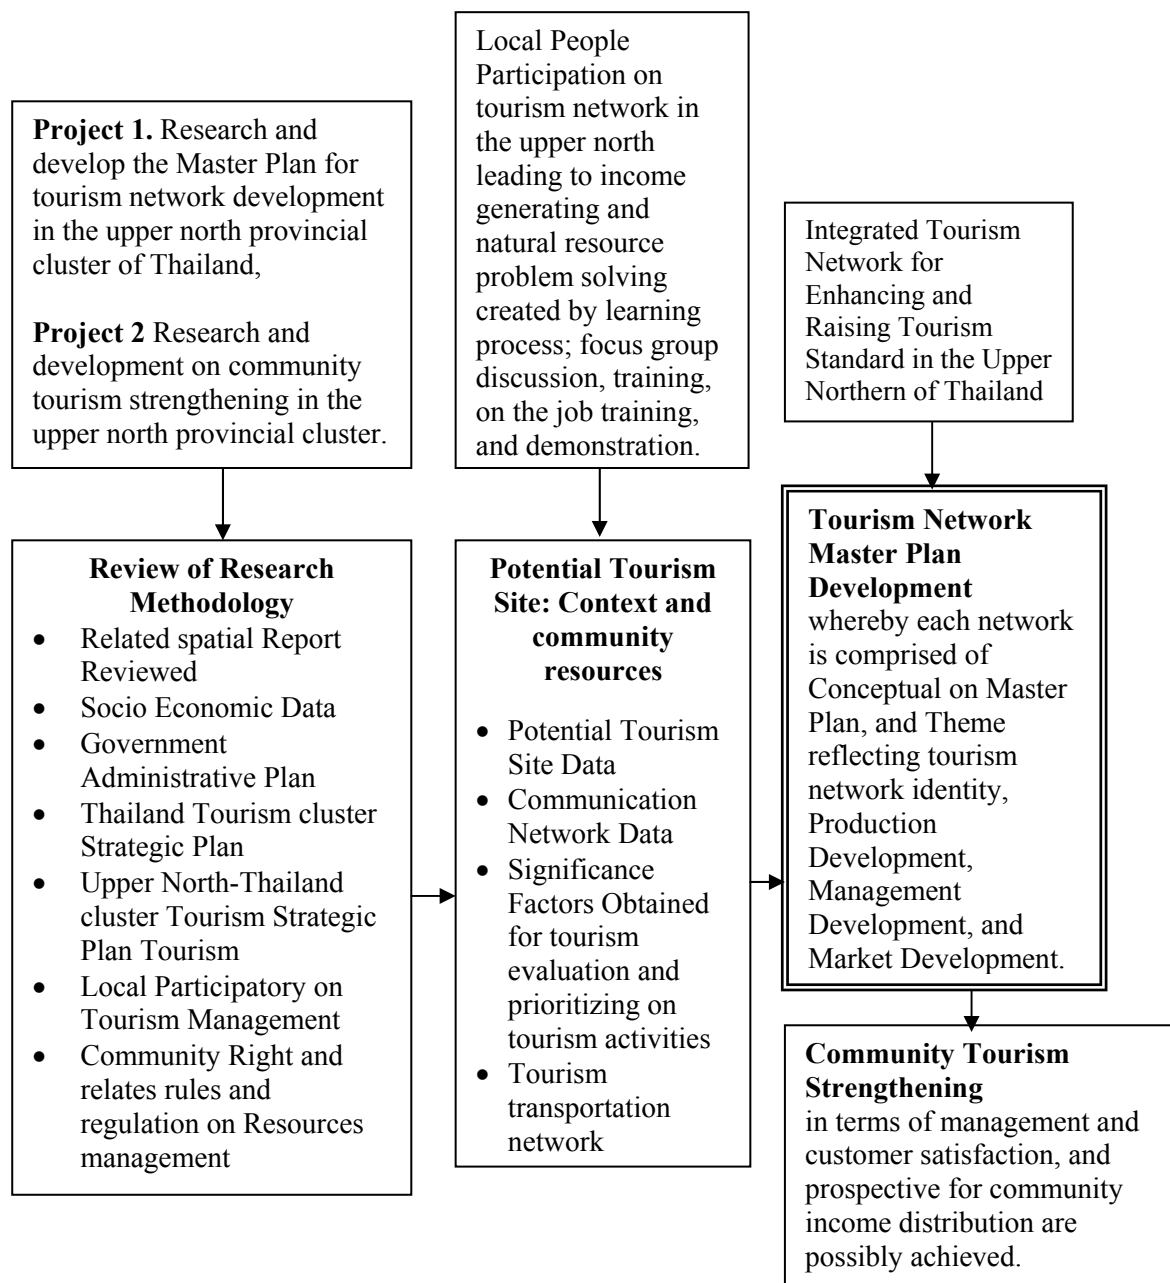 Project 1. Research and
develop the Master Plan for
tourism network development
in the upper north provincial
cluster of Thailand,
Project 2 Research and
development on community
tourism strengthening in the
upper north provincial cluster.
Local People
Participation on
tourism network in
the upper north
leading to income
generating and
natural resource
problem solving
created by learning
process; focus group
discussion, training,
on the job training,
and demonstration.
Integrated Tourism
Network for
Enhancing and
Raising Tourism
Standard in the Upper
Northern of Thailand
Review of Research
Methodology
• Related spatial Report
Reviewed
• Socio Economic Data
• Government
Administrative Plan
• Thailand Tourism cluster
Strategic Plan
• Upper North-Thailand
cluster Tourism Strategic
Plan Tourism
• Local Participatory on
Tourism Management
• Community Right and
relates rules and
regulation on Resources
management
Potential Tourism
Site: Context and
community
resources
• Potential Tourism
Site Data
• Communication
Network Data
• Significance
Factors Obtained
for tourism
evaluation and
prioritizing on
tourism activities
• Tourism
transportation
network
Tourism Network
Master Plan
Development
whereby each network
is comprised of
Conceptual on Master
Plan, and Theme
reflecting tourism
network identity,
Production
Development,
Management
Development, and
Market Development.
Community Tourism
Strengthening
in terms of management and
customer satisfaction, and
prospective for community
income distribution are
possibly achieved.